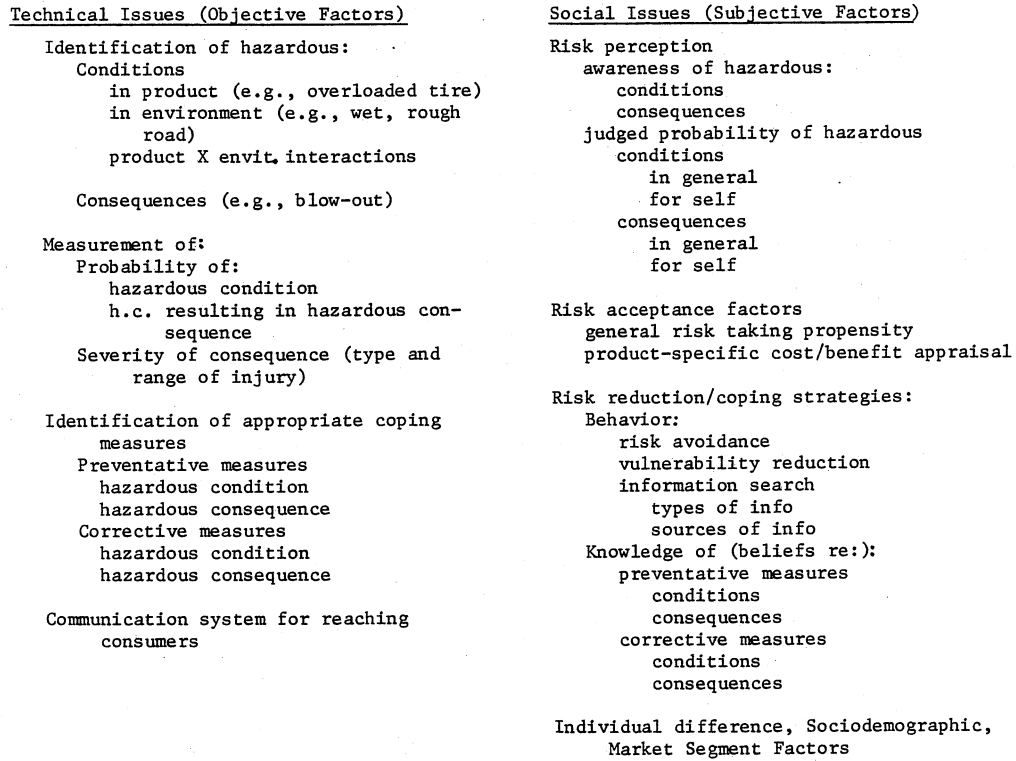 Technical Issues (Objective Factors)
Identification of hazardous:
Conditions
in product (e.g., overloaded tire)
in environment (e.g., wet, rough
road)
product X envit. interactions
Consequences (e.g., blow-out)
Measurement of:
Probability of:
hazardous condition
h.c. resulting in hazardous con-
sequence
Severity of consequence (type and
range of injury)
Identification of appropriate coping
measures
Preventative measures
hazardous condition
hazardous consequence
Corrective measures
hazardous condition
hazardous consequence
Communication system for reaching
consumers
Social Issues (Subjective Factors)
Risk perception
awareness of hazardous:
conditions
consequences
judged probability of hazardous
conditions
in general
for self
consequences
in general
for self
Risk acceptance factors
general risk taking propensity
product-specific cost/benefit appraisal
Risk reduction/coping strategies:
Behavior:
risk avoidance
vulnerability reduction
information search
types of info
sources of info
Knowledge of (beliefs re:):
preventative measures
conditions
consequences
corrective measures
conditions
consequences
Individual difference, Sociodemographic,
Market Segment Factors